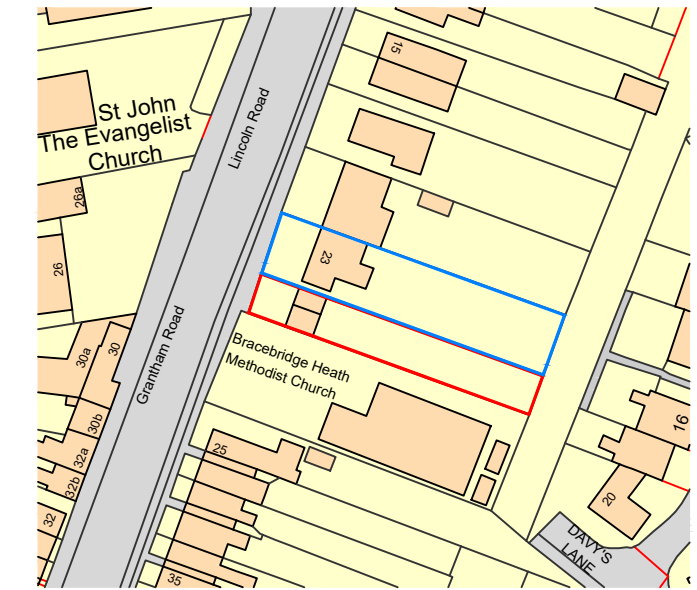 15
St John
The Evangelist
Church
Lincoln Road
26a
23
26
Grantham Road
30a
30
Bracebridge Heath
Methodist Church
30b
32a
32b
25
32
35
16
20
DAVY'S
LANE